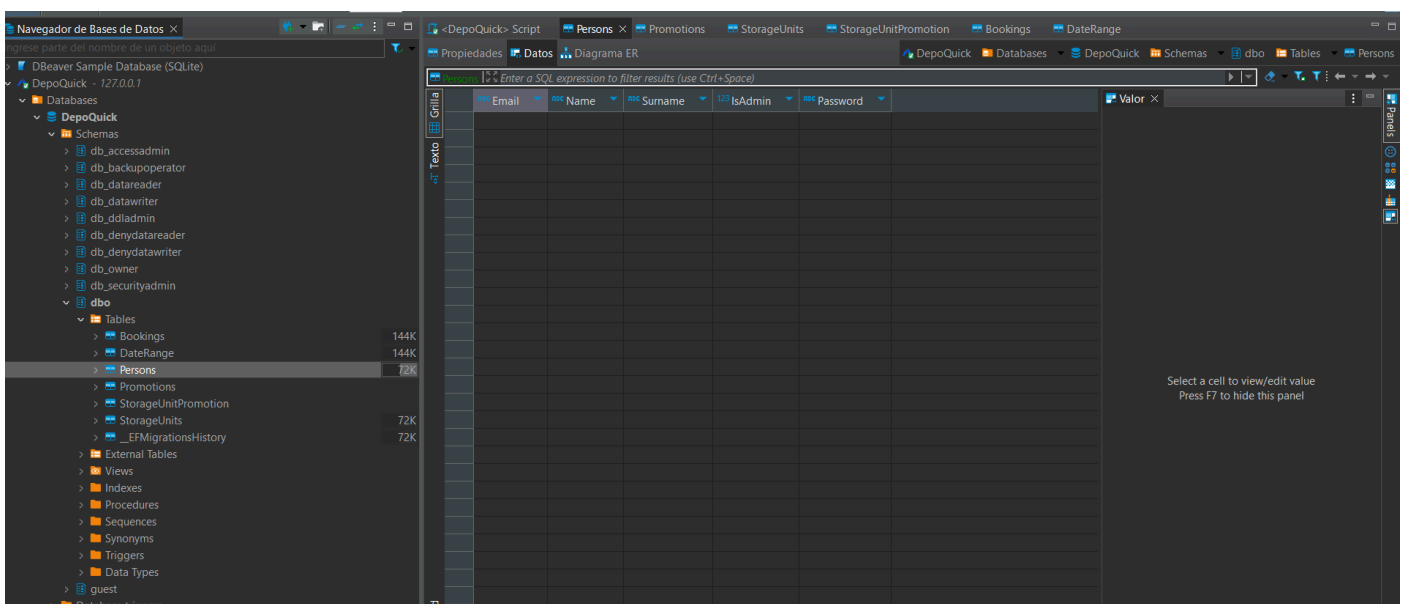 Navegador de Bases de Datos
<DepoQuick> Script Persons Promotions StorageUnits StorageUnitPromotion Bookings DateRange
ingrese parte del nombre de un objeto aquí
Propiedades Datos Diagrama ER DepoQuick Databases DepoQuick Schemas dbo Tables Persons
DBeaver Sample Database (SQLite)
Persons Enter a SQL expression to filter results (use Ctrl+Space)
DepoQuick - 127.0.0.1
Databases
DepoQuick
Schemas
db_accessadmin
db_backupoperator
db_datareader
db_datawriter
db_ddladmin
db_denydatareader
db_denydatawriter
db_owner
db_securityadmin
dbo
Tables
Bookings 144K
DateRange 144K
Persons 72K
Promotions
StorageUnitPromotion
StorageUnits 72K
__EFMigrationsHistory 72K
External Tables
Views
Indexes
Procedures
Sequences
Synonyms
Triggers
Data Types
guest
Grilla
Texto
ABC Email ABC Name ABC Surname 123 IsAdmin ABC Password
Valor
Select a cell to view/edit value
Press F7 to hide this panel
Panels